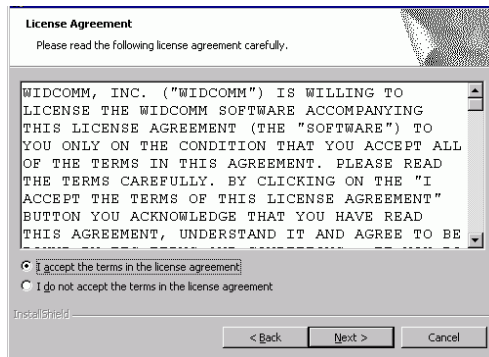 License Agreement
Please read the following license agreement carefully.
WIDCOMM, INC. ("WIDCOMM") IS WILLING TO
LICENSE THE WIDCOMM SOFTWARE ACCOMPANYING
THIS LICENSE AGREEMENT (THE "SOFTWARE") TO
YOU ONLY ON THE CONDITION THAT YOU ACCEPT ALL
OF THE TERMS IN THIS AGREEMENT. PLEASE READ
THE TERMS CAREFULLY. BY CLICKING ON THE "I
ACCEPT THE TERMS OF THIS LICENSE AGREEMENT"
BUTTON YOU ACKNOWLEDGE THAT YOU HAVE READ
THIS AGREEMENT, UNDERSTAND IT AND AGREE TO BE
I accept the terms in the license agreement
I do not accept the terms in the license agreement
InstallShield
< Back Next > Cancel